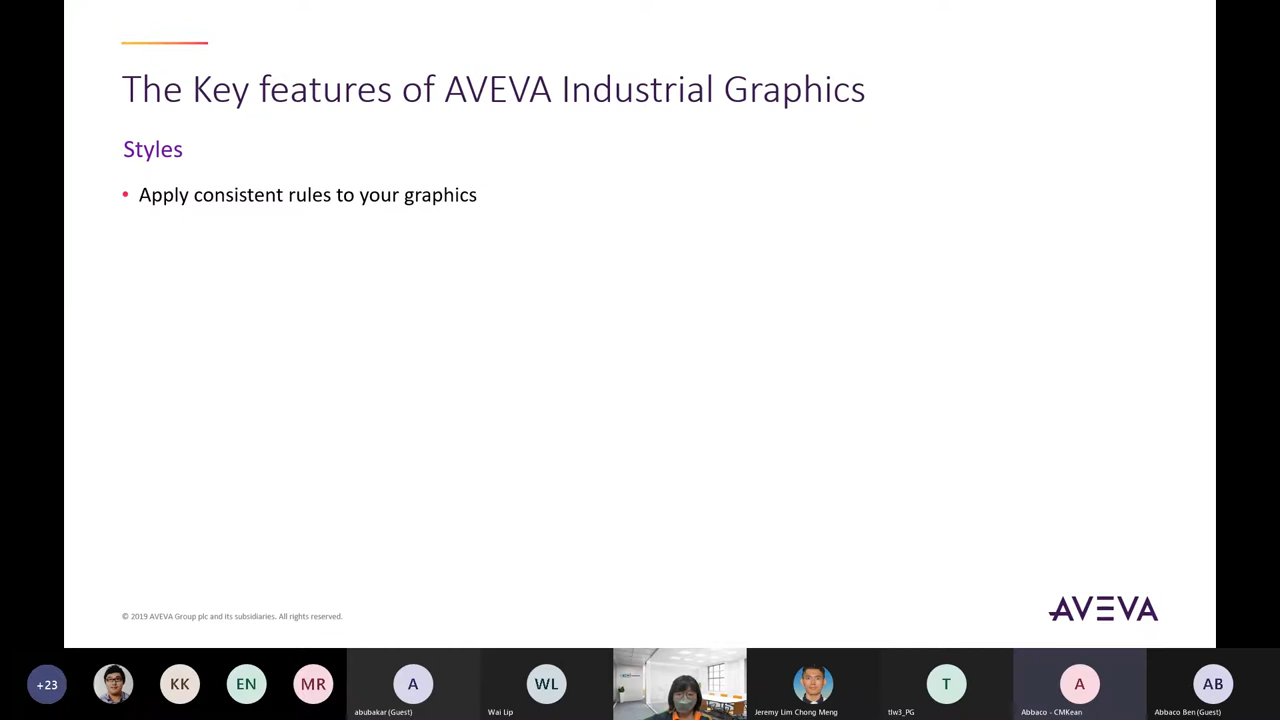 The Key features of AVEVA Industrial Graphics
Styles
• Apply consistent rules to your graphics
© 2019 AVEVA Group plc and its subsidiaries. All rights reserved.
AVEVA
+23
KK
EN
MR
A
abubakar (Guest)
WL
Wai Lip
Jeremy Lim Chong Meng
T
tlw3_PG
A
Abbaco - CMKean
AB
Abbaco Ben (Guest)